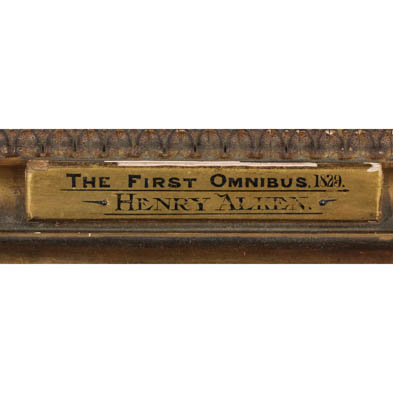 THE FIRST OMNIBUS. 1829.
HENRY ALKEN.